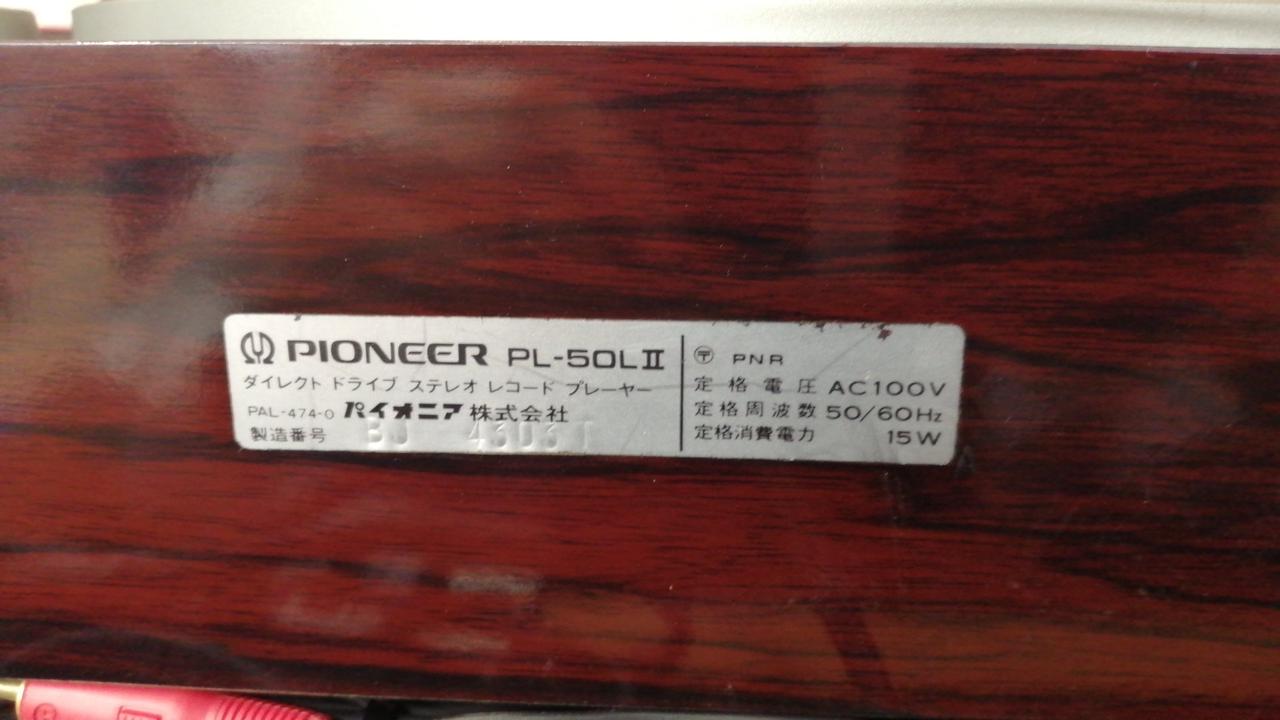 PIONEER PL-50LII
ダイレクト ドライブ ステレオ レコード プレーヤー
PAL-474-0 パイオニア株式会社
製造番号 BJ 4303T
〒 PNR
定格電圧 AC100V
定格周波数 50/60Hz
定格消費電力 15W